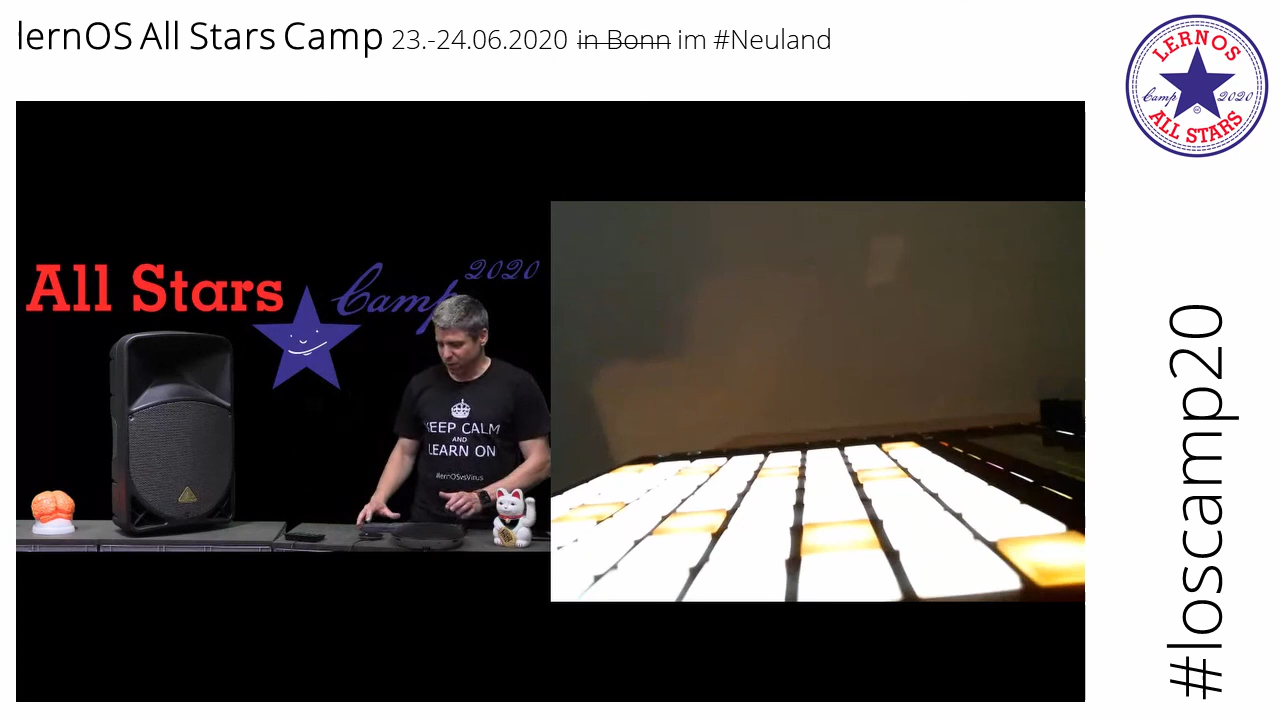 lernOS All Stars Camp 23.-24.06.2020 in Bonn im #Neuland
LERNOS
Camp 2020
ALL STARS
All Stars Camp 2020
KEEP CALM
AND
LEARN ON
#lernOSvsVirus
#loscamp20